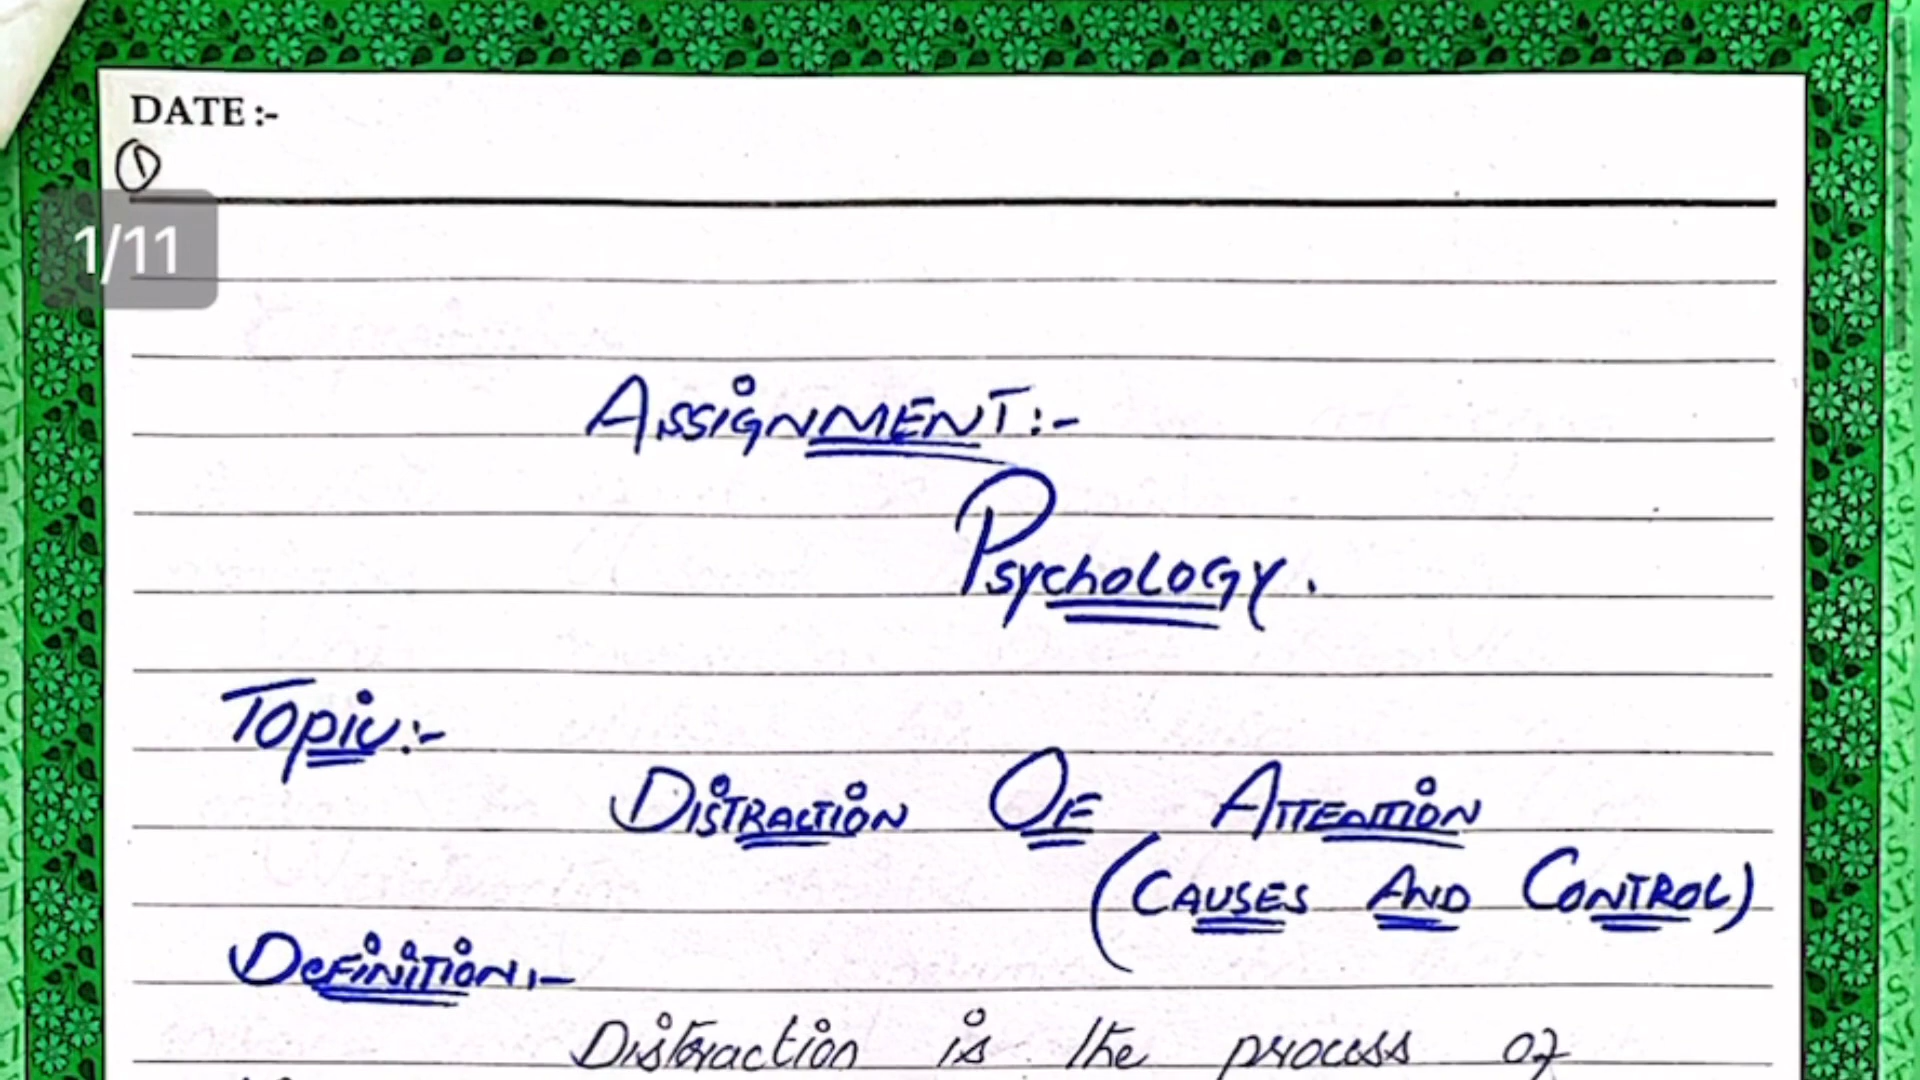 DATE :-
①
1/11
ASSIGNMENT:-
PSYCHOLOGY.
TOPIC:-
DISTRACTION OF ATTENTION
(CAUSES AND CONTROL)
DEFINITION:-
Distraction is the process of